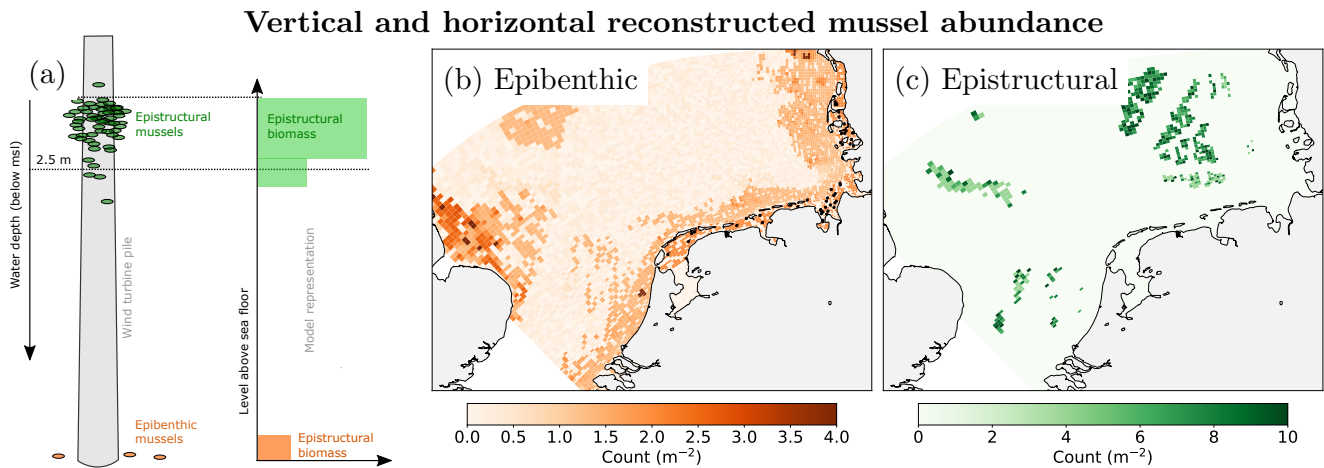 Vertical and horizontal reconstructed mussel abundance
(a)
Water depth (below msl)
2.5 m
Epistructural
mussels
Wind turbine pile
Epibenthic
mussels
Level above sea floor
Epistructural
biomass
Model representation
Epistructural
biomass
(b) Epibenthic
0.0 0.5 1.0 1.5 2.0 2.5 3.0 3.5 4.0
Count (m⁻²)
(c) Epistructural
0 2 4 6 8 10
Count (m⁻²)